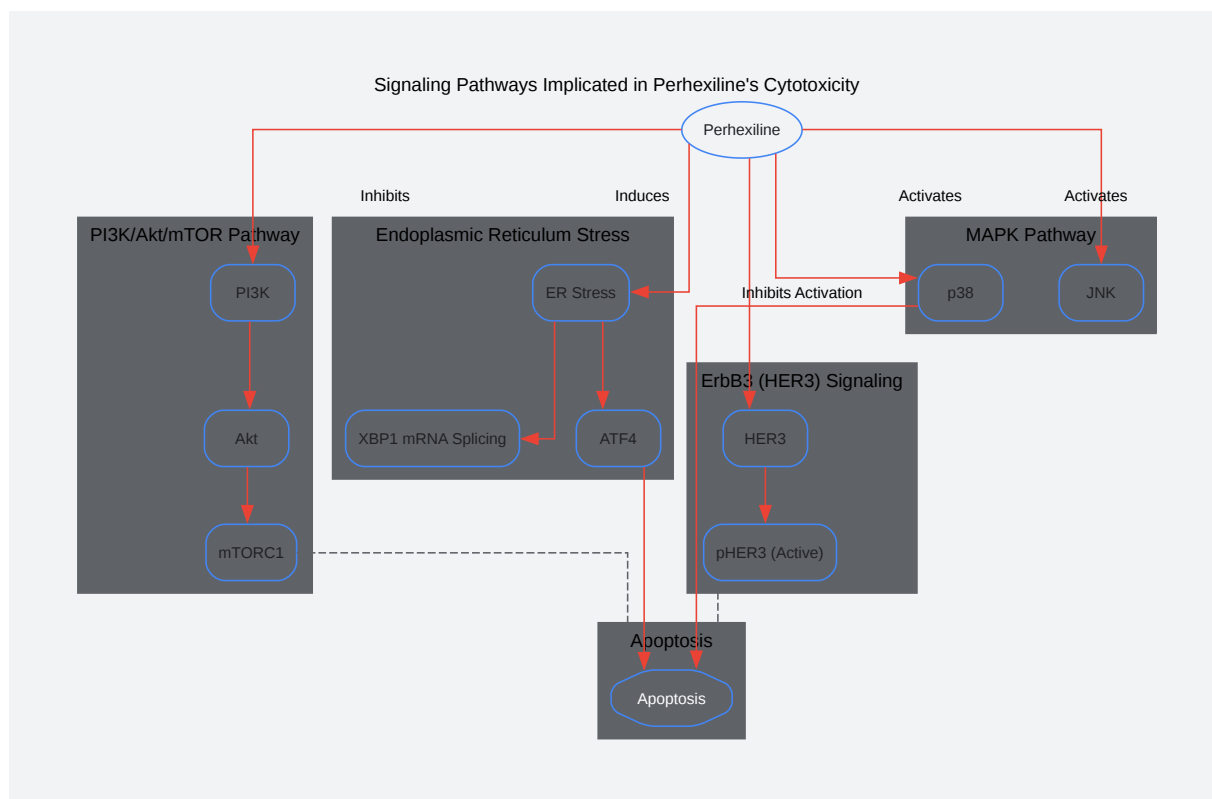 Signaling Pathways Implicated in Perhexiline's Cytotoxicity
Perhexiline
Inhibits
Induces
Activates
Activates
PI3K/Akt/mTOR Pathway
Endoplasmic Reticulum Stress
MAPK Pathway
PI3K
ER Stress
Inhibits Activation
p38
JNK
ErbB3 (HER3) Signaling
Akt
XBP1 mRNA Splicing
ATF4
HER3
mTORC1
pHER3 (Active)
Apoptosis
Apoptosis